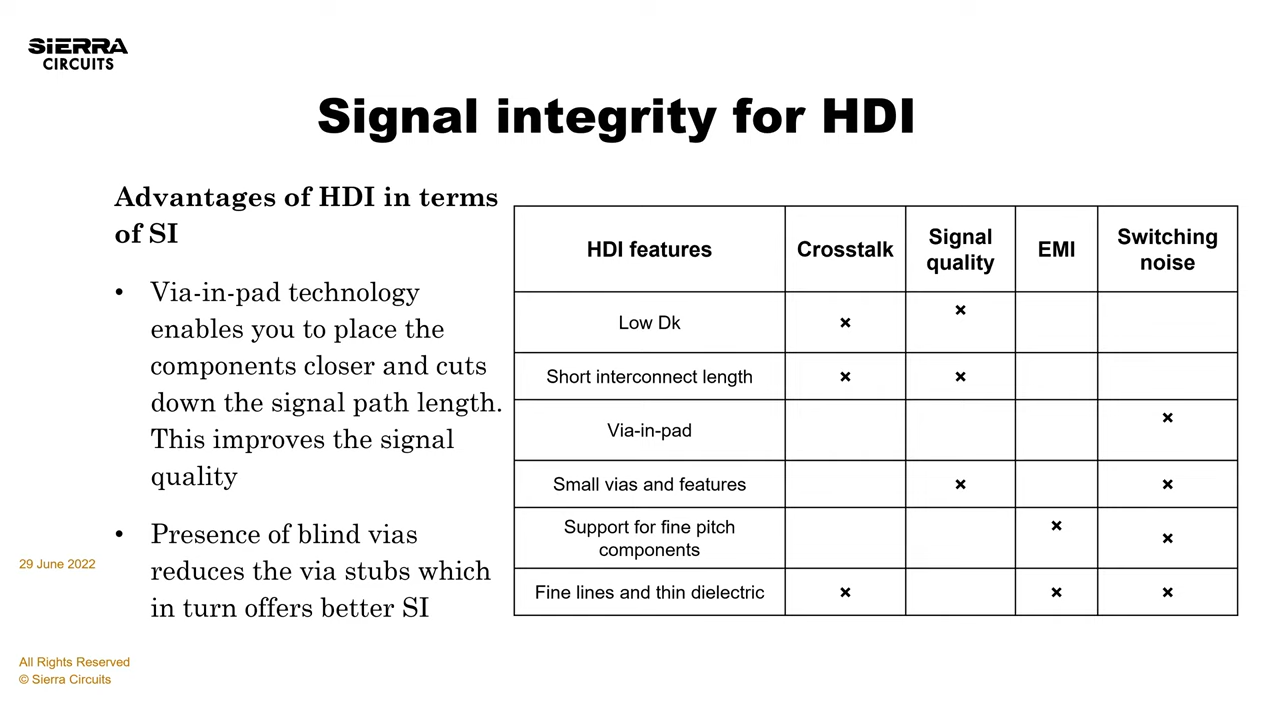 SIERRA
CIRCUITS
Signal integrity for HDI
Advantages of HDI in terms
of SI
• Via-in-pad technology
enables you to place the
components closer and cuts
down the signal path length.
This improves the signal
quality
• Presence of blind vias
reduces the via stubs which
in turn offers better SI
HDI features Crosstalk Signal quality EMI Switching noise
Low Dk × ×
Short interconnect length × ×
Via-in-pad ×
Small vias and features × ×
Support for fine pitch
components × ×
Fine lines and thin dielectric × × ×
29 June 2022
All Rights Reserved
© Sierra Circuits